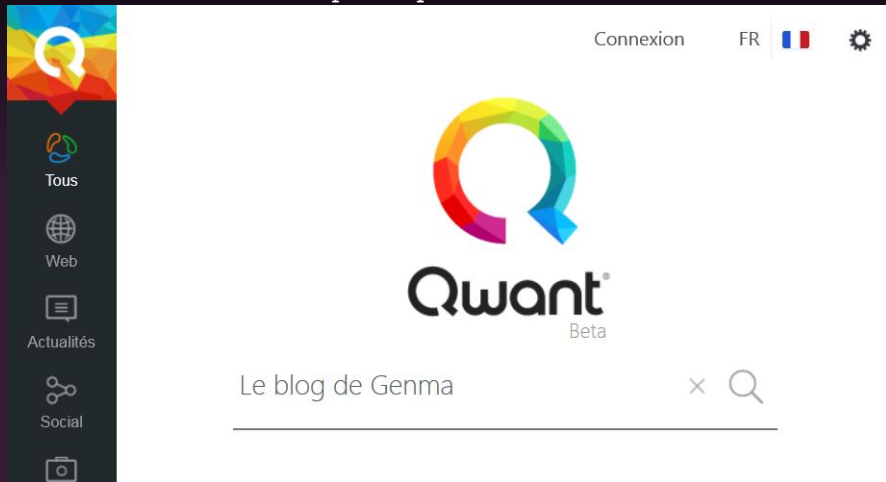 Connexion FR
Tous
Web
Actualités
Social
Qwant
Beta
Le blog de Genma